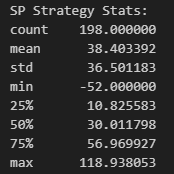 SP Strategy Stats:
count    198.000000
mean      38.403392
std       36.501183
min      -52.000000
25%       10.825583
50%       30.011798
75%       56.969927
max      118.938053